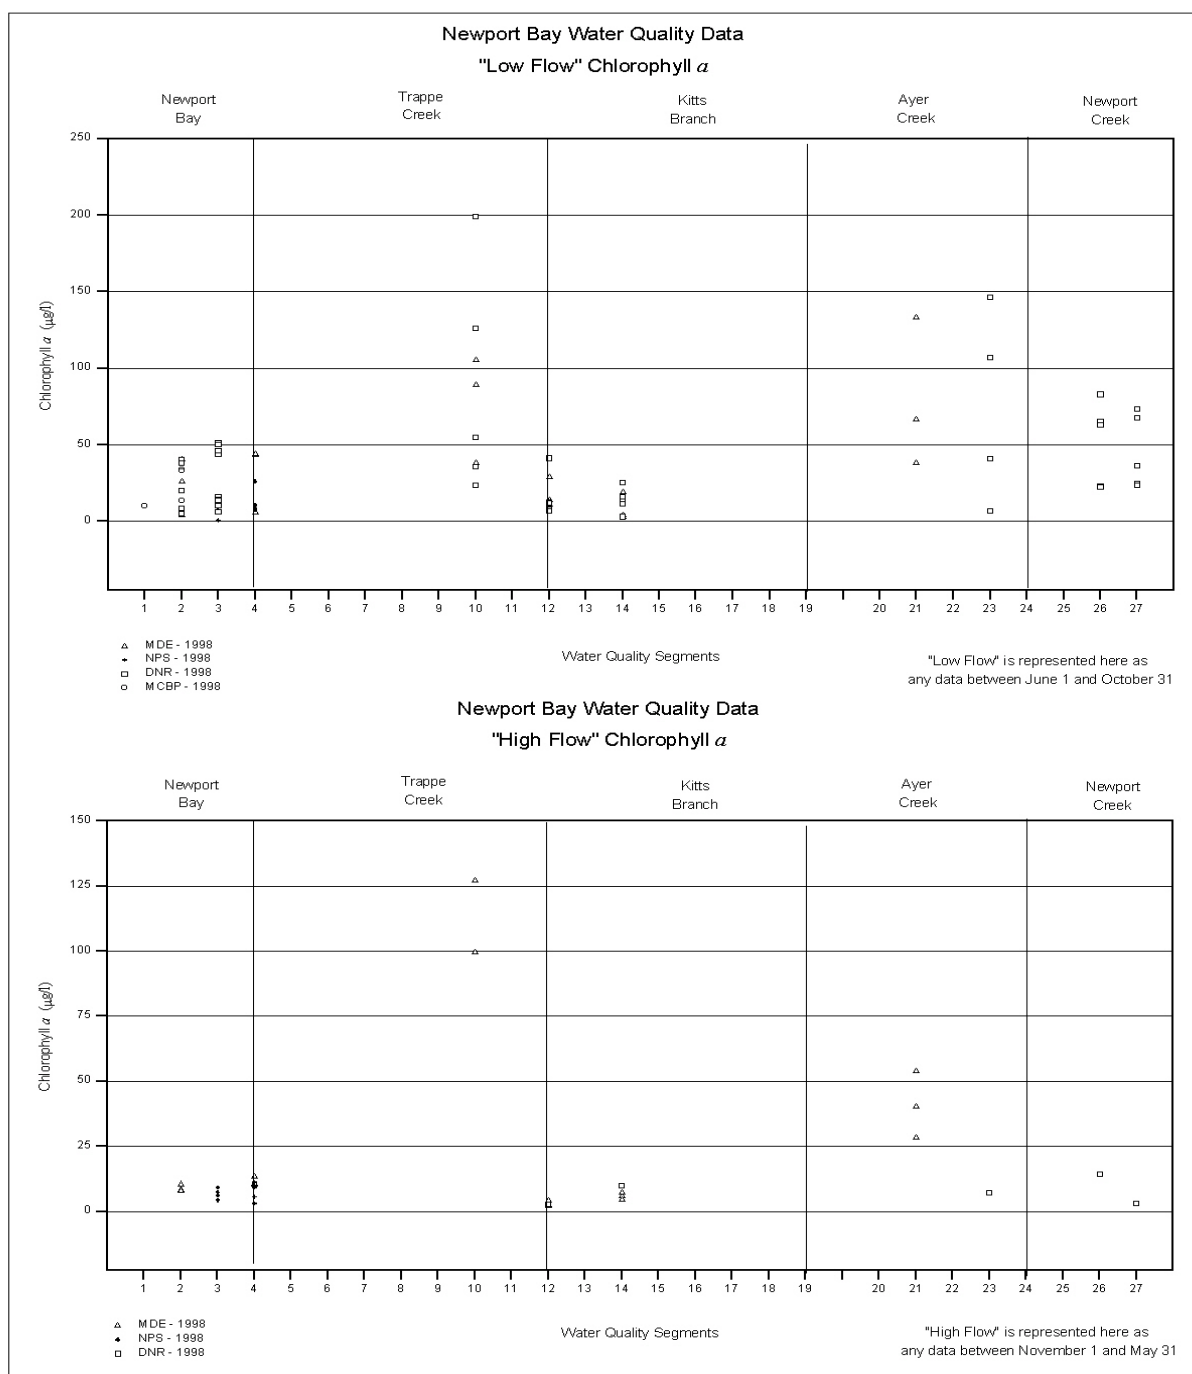 Newport Bay Water Quality Data
"Low Flow" Chlorophyll a
Newport
Bay
Trappe
Creek
Kitts
Branch
Ayer
Creek
Newport
Creek
250
200
150
100
50
0
Chlorophyll a (µg/l)
1 2 3 4 5 6 7 8 9 10 11 12 13 14 15 16 17 18 19 20 21 22 23 24 25 26 27
MDE - 1998
NPS - 1998
DNR - 1998
MCBP - 1998
Water Quality Segments
"Low Flow" is represented here as
any data between June 1 and October 31
Newport Bay Water Quality Data
"High Flow" Chlorophyll a
Newport
Bay
Trappe
Creek
Kitts
Branch
Ayer
Creek
Newport
Creek
150
125
100
75
50
25
0
Chlorophyll a (µg/l)
1 2 3 4 5 6 7 8 9 10 11 12 13 14 15 16 17 18 19 20 21 22 23 24 25 26 27
MDE - 1998
NPS - 1998
DNR - 1998
Water Quality Segments
"High Flow" is represented here as
any data between November 1 and May 31